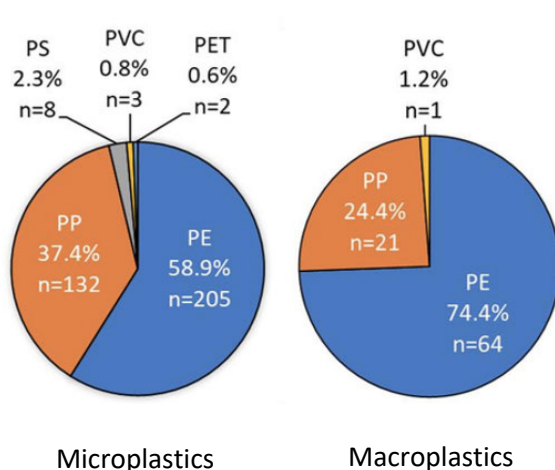 PS
2.3%
n=8
PVC
0.8%
n=3
PET
0.6%
n=2
PP
37.4%
n=132
PE
58.9%
n=205
Microplastics
PVC
1.2%
n=1
PP
24.4%
n=21
PE
74.4%
n=64
Macroplastics